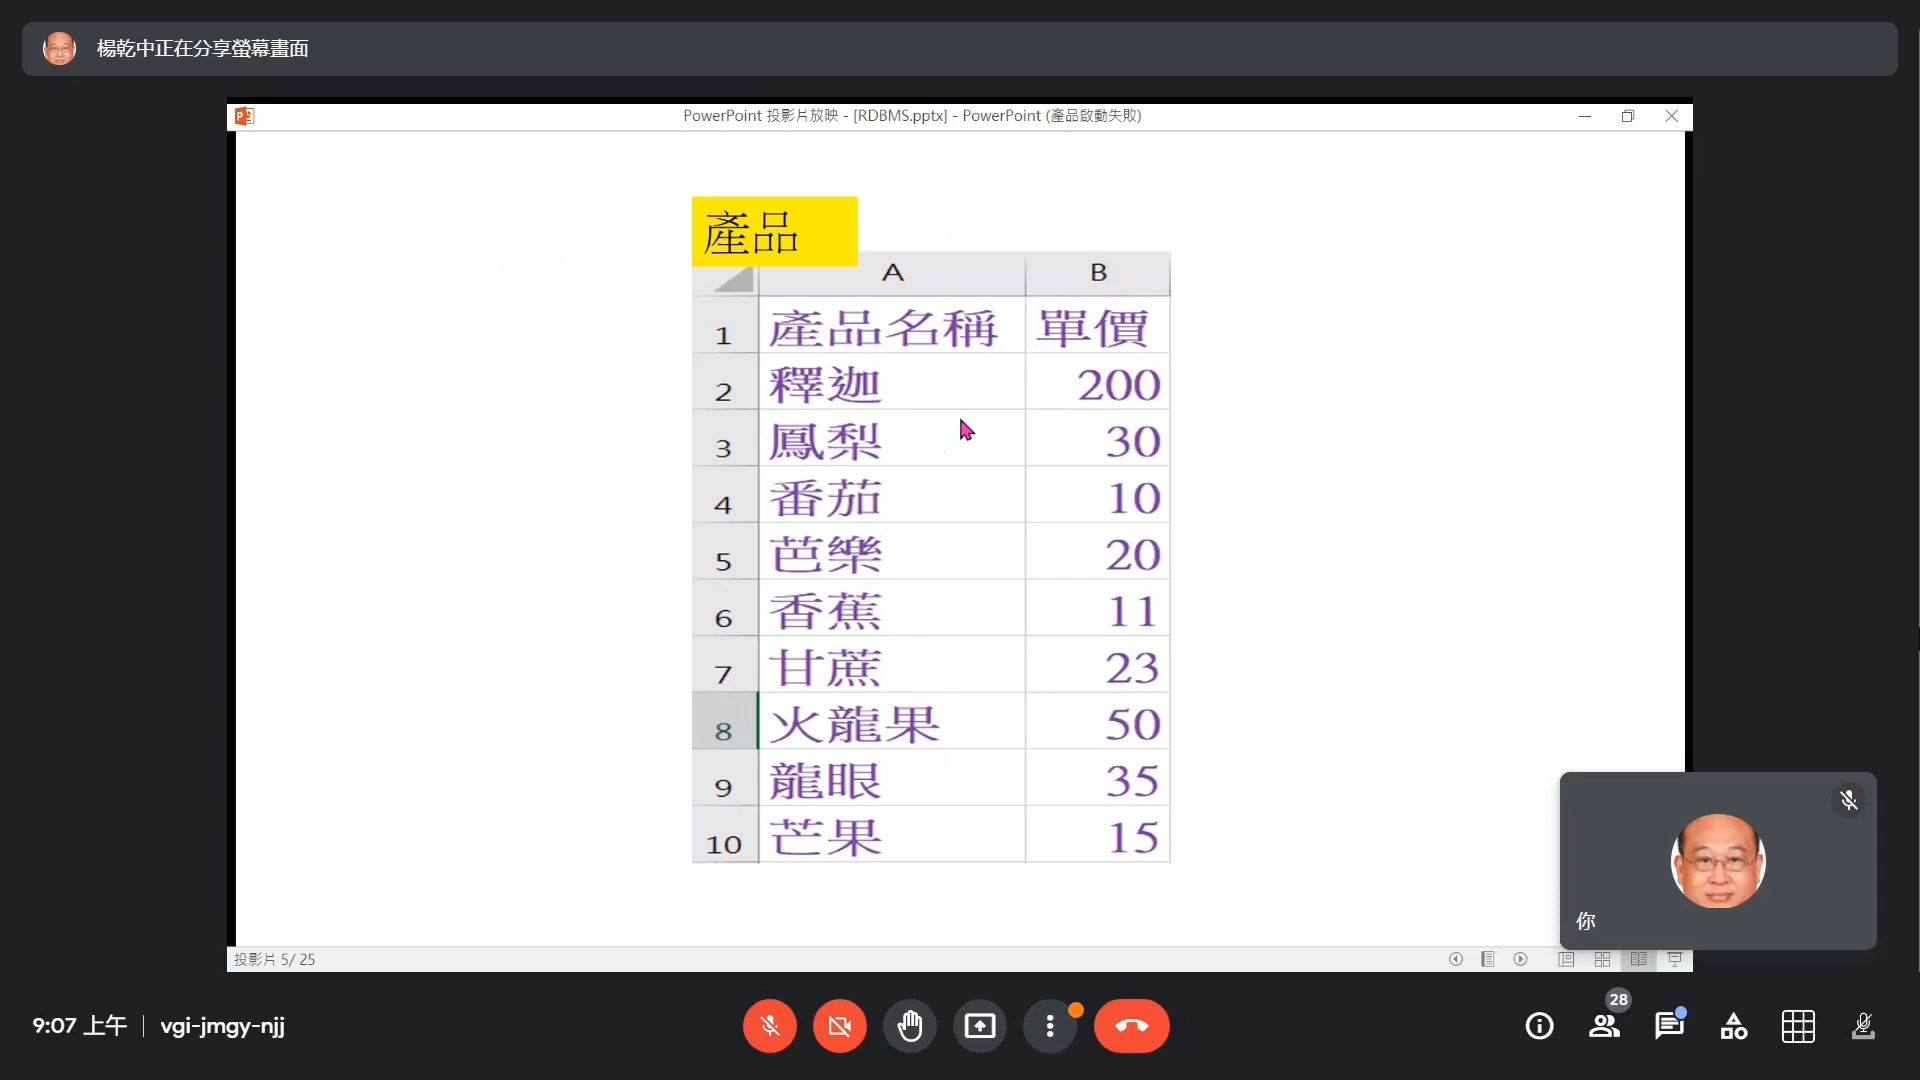 楊乾中正在分享螢幕畫面
PowerPoint 投影片放映 - [RDBMS.pptx] - PowerPoint (產品啟動失敗)
產品
A B
1 產品名稱 單價
2 釋迦 200
3 鳳梨 30
4 番茄 10
5 芭樂 20
6 香蕉 11
7 甘蔗 23
8 火龍果 50
9 龍眼 35
10 芒果 15
你
投影片 5/ 25
9:07 上午 vgi-jmgy-njj
28